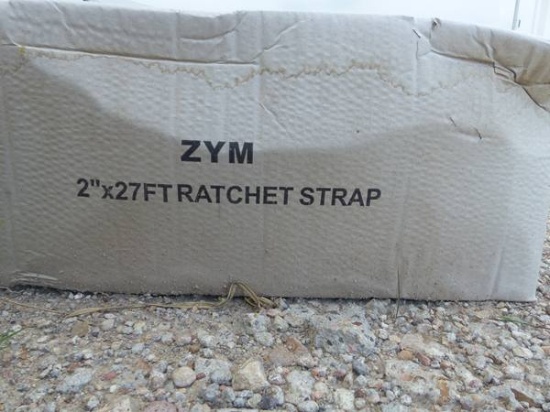 ZYM
2"x27FT RATCHET STRAP